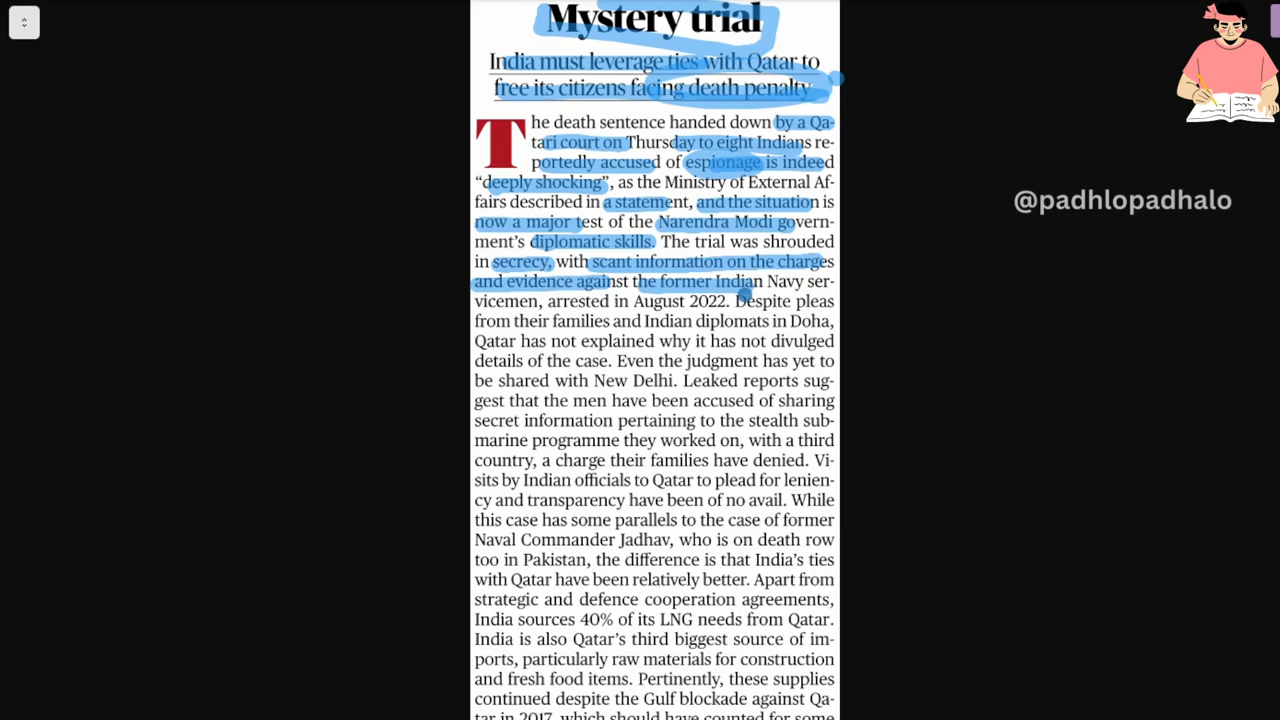 Mystery trial
India must leverage ties with Qatar to
free its citizens facing death penalty
The death sentence handed down by a Qa-
tari court on Thursday to eight Indians re-
portedly accused of espionage is indeed
“deeply shocking”, as the Ministry of External Af-
fairs described in a statement, and the situation is
now a major test of the Narendra Modi govern-
ment’s diplomatic skills. The trial was shrouded
in secrecy, with scant information on the charges
and evidence against the former Indian Navy ser-
vicemen, arrested in August 2022. Despite pleas
from their families and Indian diplomats in Doha,
Qatar has not explained why it has not divulged
details of the case. Even the judgment has yet to
be shared with New Delhi. Leaked reports sug-
gest that the men have been accused of sharing
secret information pertaining to the stealth sub-
marine programme they worked on, with a third
country, a charge their families have denied. Vi-
sits by Indian officials to Qatar to plead for lenien-
cy and transparency have been of no avail. While
this case has some parallels to the case of former
Naval Commander Jadhav, who is on death row
too in Pakistan, the difference is that India’s ties
with Qatar have been relatively better. Apart from
strategic and defence cooperation agreements,
India sources 40% of its LNG needs from Qatar.
India is also Qatar’s third biggest source of im-
ports, particularly raw materials for construction
and fresh food items. Pertinently, these supplies
continued despite the Gulf blockade against Qa-
tar in 2017, which should have counted for some
@padhlopadhalo